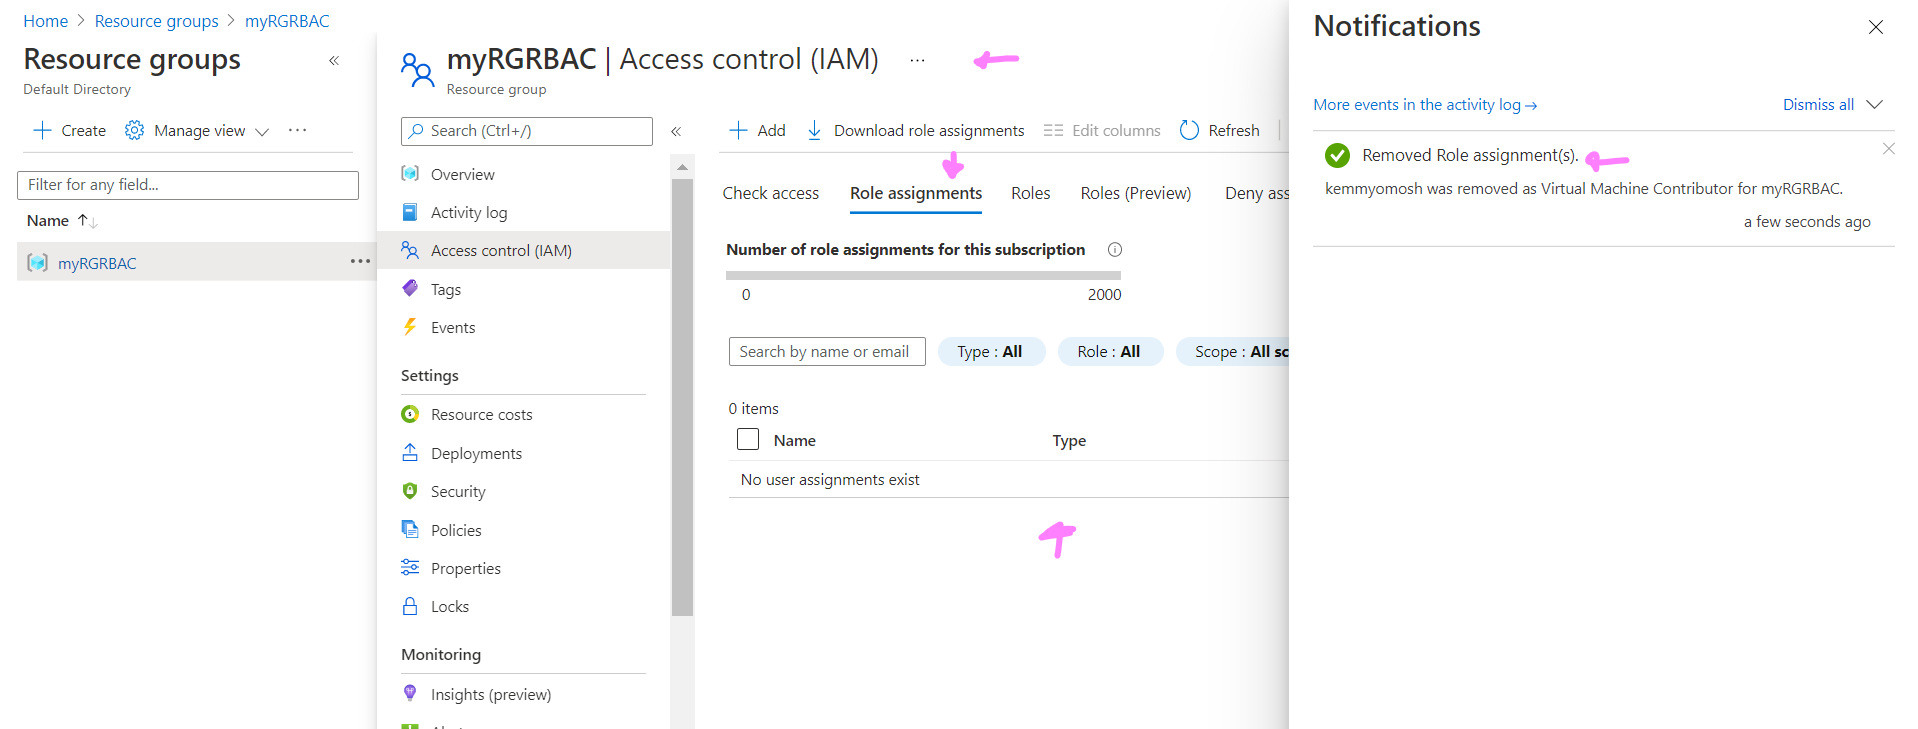 Home > Resource groups > myRGRBAC
Resource groups «
Default Directory
+ Create Manage view ...
Filter for any field...
Name ↑↓
myRGRBAC ...
myRGRBAC | Access control (IAM) ...
Resource group
Search (Ctrl+/) «
Overview
Activity log
Access control (IAM)
Tags
Events
Settings
Resource costs
Deployments
Security
Policies
Properties
Locks
Monitoring
Insights (preview)
+ Add Download role assignments Edit columns Refresh
Check access Role assignments Roles Roles (Preview) Deny ass
Number of role assignments for this subscription
0 2000
Search by name or email Type : All Role : All Scope : All sc
0 items
Name Type
No user assignments exist
Notifications
More events in the activity log → Dismiss all
Removed Role assignment(s).
kemmyomosh was removed as Virtual Machine Contributor for myRGRBAC.
a few seconds ago